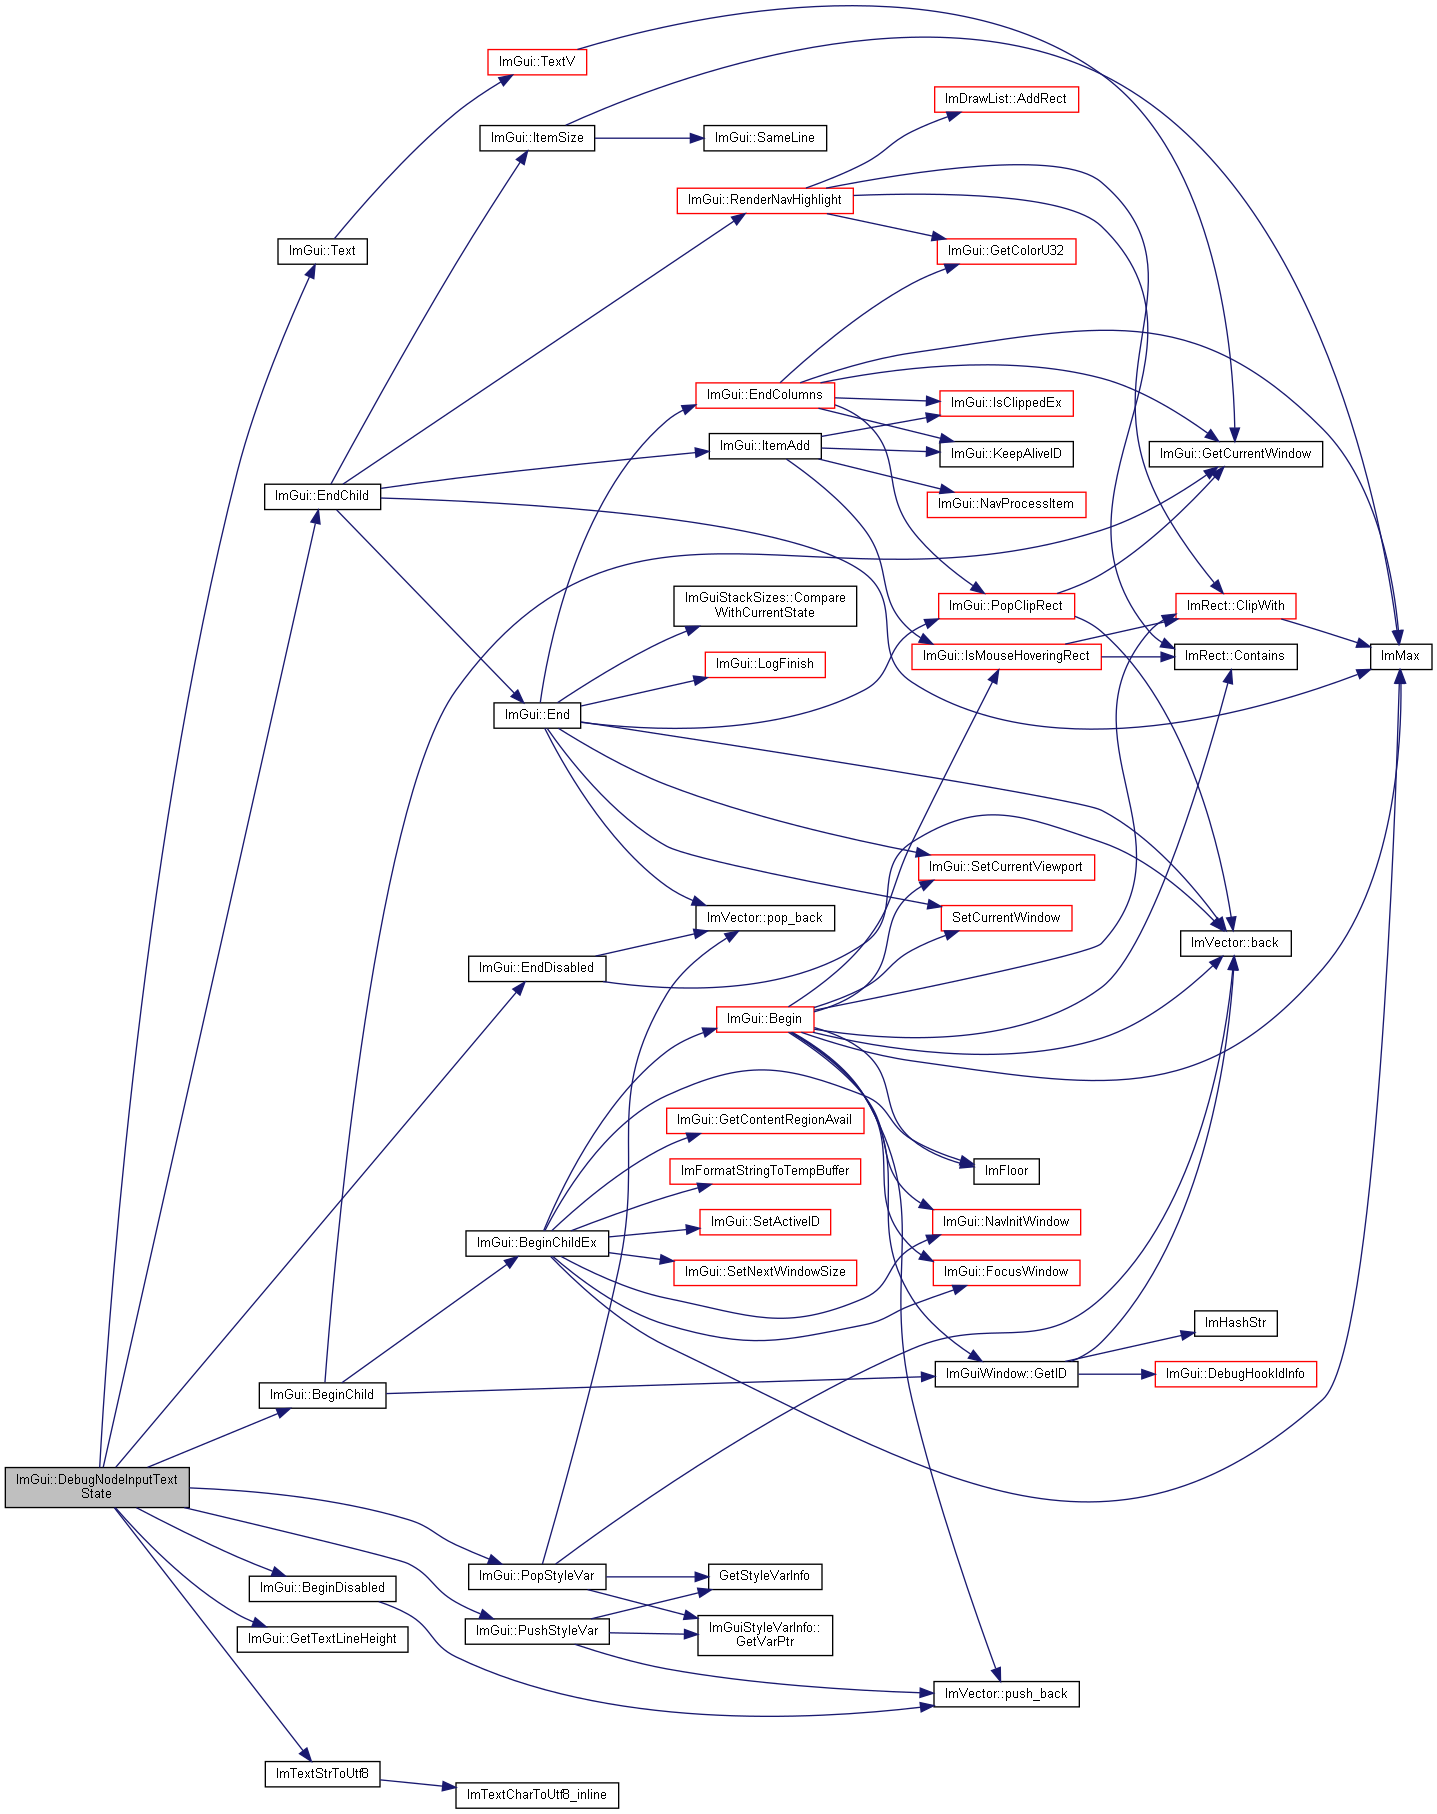 ImGui::TextV
ImDrawList::AddRect
ImGui::ItemSize
ImGui::SameLine
ImGui::RenderNavHighlight
ImGui::Text
ImGui::GetColorU32
ImGui::EndColumns
ImGui::IsClippedEx
ImGui::ItemAdd
ImGui::KeepAliveID
ImGui::GetCurrentWindow
ImGui::EndChild
ImGui::NavProcessItem
ImGuiStackSizes::Compare
WithCurrentState
ImGui::PopClipRect
ImRect::ClipWith
ImGui::LogFinish
ImGui::IsMouseHoveringRect
ImRect::Contains
ImMax
ImGui::End
ImGui::SetCurrentViewport
ImVector::pop_back
SetCurrentWindow
ImVector::back
ImGui::EndDisabled
ImGui::Begin
ImGui::GetContentRegionAvail
ImFormatStringToTempBuffer
ImFloor
ImGui::SetActiveID
ImGui::NavInitWindow
ImGui::BeginChildEx
ImGui::SetNextWindowSize
ImGui::FocusWindow
ImHashStr
ImGuiWindow::GetID
ImGui::DebugHookIdInfo
ImGui::BeginChild
ImGui::DebugNodeInputText
State
ImGui::PopStyleVar
GetStyleVarInfo
ImGui::BeginDisabled
ImGui::PushStyleVar
ImGuiStyleVarInfo::
GetVarPtr
ImGui::GetTextLineHeight
ImVector::push_back
ImTextStrToUtf8
ImTextCharToUtf8_inline